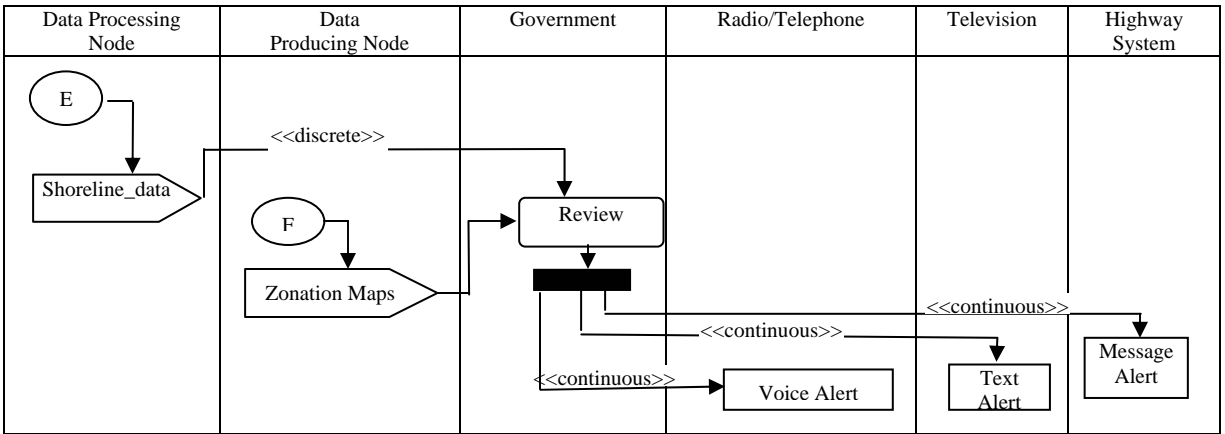 Data Processing
Node
Data
Producing Node
Government
Radio/Telephone
Television
Highway
System
E
<<discrete>>
Shoreline_data
F
Review
Zonation Maps
<<continuous>>
<<continuous>>
<<continuous>>
Message
Alert
Text
Alert
Voice Alert